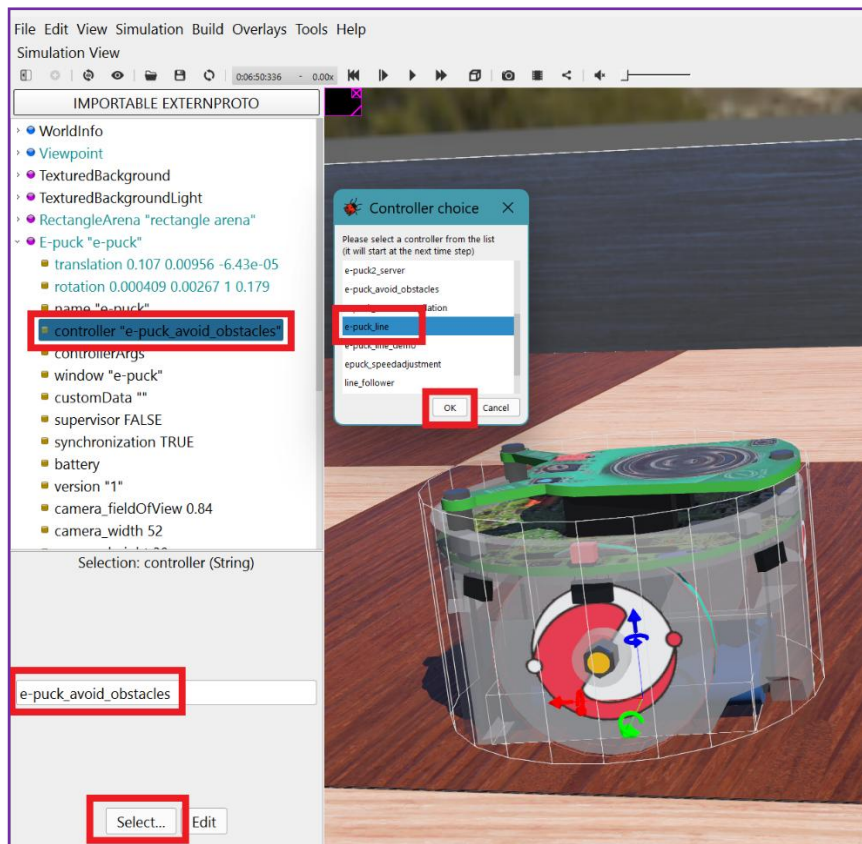 File Edit View Simulation Build Overlays Tools Help
Simulation View
0:06:50:336 - 0.00x
IMPORTABLE EXTERNPROTO
WorldInfo
Viewpoint
TexturedBackground
TexturedBackgroundLight
RectangleArena "rectangle arena"
E-puck "e-puck"
translation 0.107 0.00956 -6.43e-05
rotation 0.000409 0.00267 1 0.179
name "e-puck"
controller "e-puck_avoid_obstacles"
controllerArgs
window "e-puck"
customData ""
supervisor FALSE
synchronization TRUE
battery
version "1"
camera_fieldOfView 0.84
camera_width 52
Selection: controller (String)
e-puck_avoid_obstacles
Select... Edit
Controller choice
Please select a controller from the list
(it will start at the next time step)
e-puck2_server
e-puck_avoid_obstacles
e-puck_line
e-puck_line_demo
epuck_speedadjustment
line_follower
OK Cancel